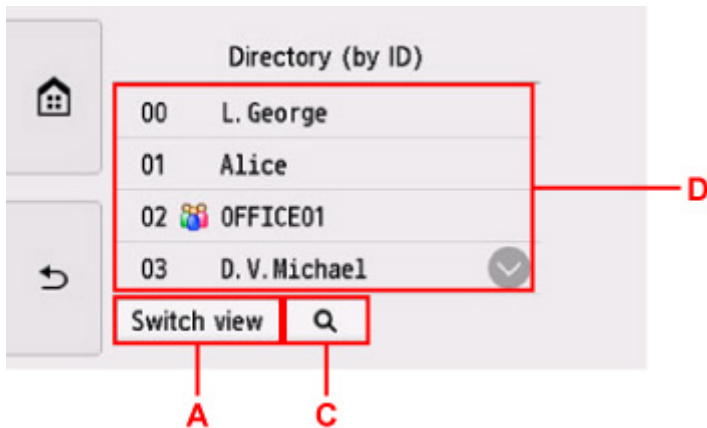 Directory (by ID)
00 L.George
01 Alice
02 OFFICE01
03 D.V.Michael
D
Switch view
A C